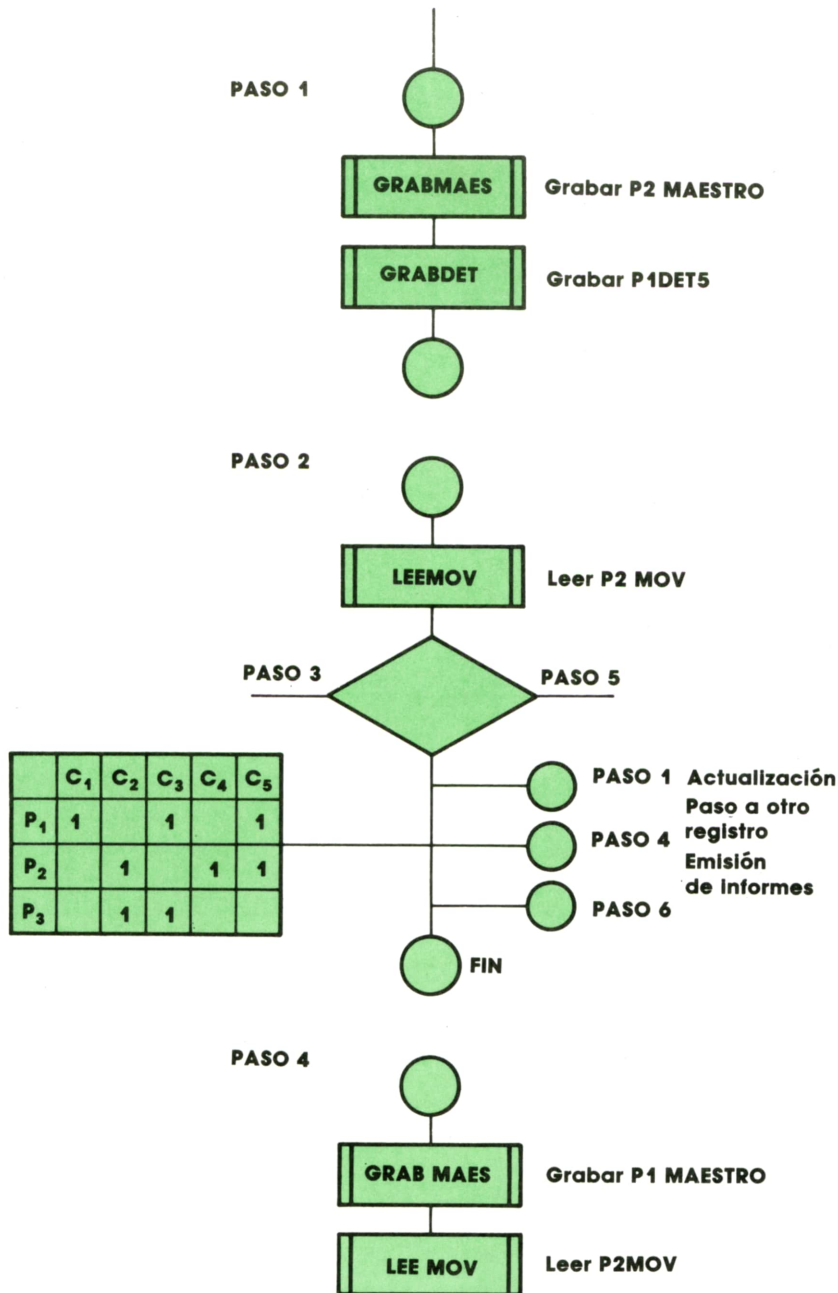 PASO 1
GRABMAES
Grabar P2 MAESTRO
GRABDET
Grabar P1DET5
PASO 2
LEEMOV
Leer P2 MOV
PASO 3
PASO 5
C₁ C₂ C₃ C₄ C₅
P₁ 1 1 1
P₂ 1 1 1
P₃ 1 1
PASO 1
Actualización
Paso a otro
registro
PASO 4
Emisión
de informes
PASO 6
FIN
PASO 4
GRAB MAES
Grabar P1 MAESTRO
LEE MOV
Leer P2MOV